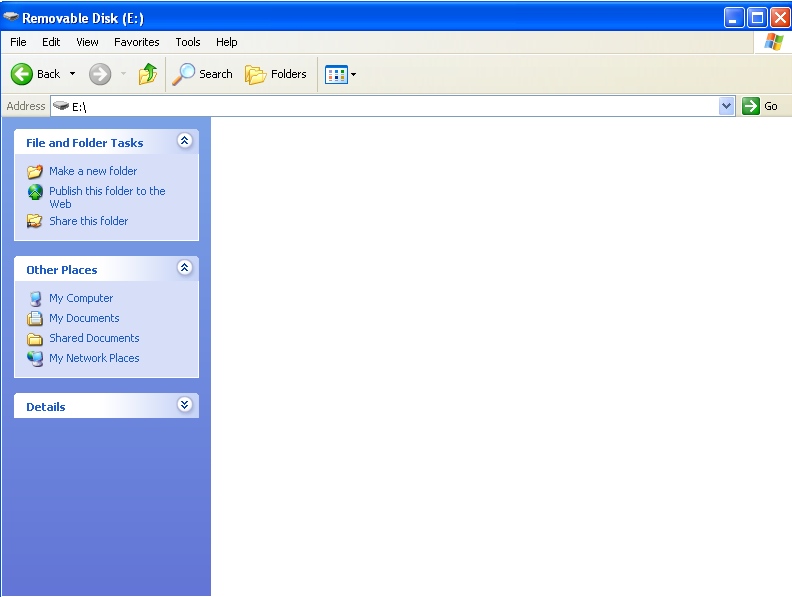 Removable Disk (E:)
File Edit View Favorites Tools Help
Back Search Folders
Address E:\ Go
File and Folder Tasks
Make a new folder
Publish this folder to the
Web
Share this folder
Other Places
My Computer
My Documents
Shared Documents
My Network Places
Details